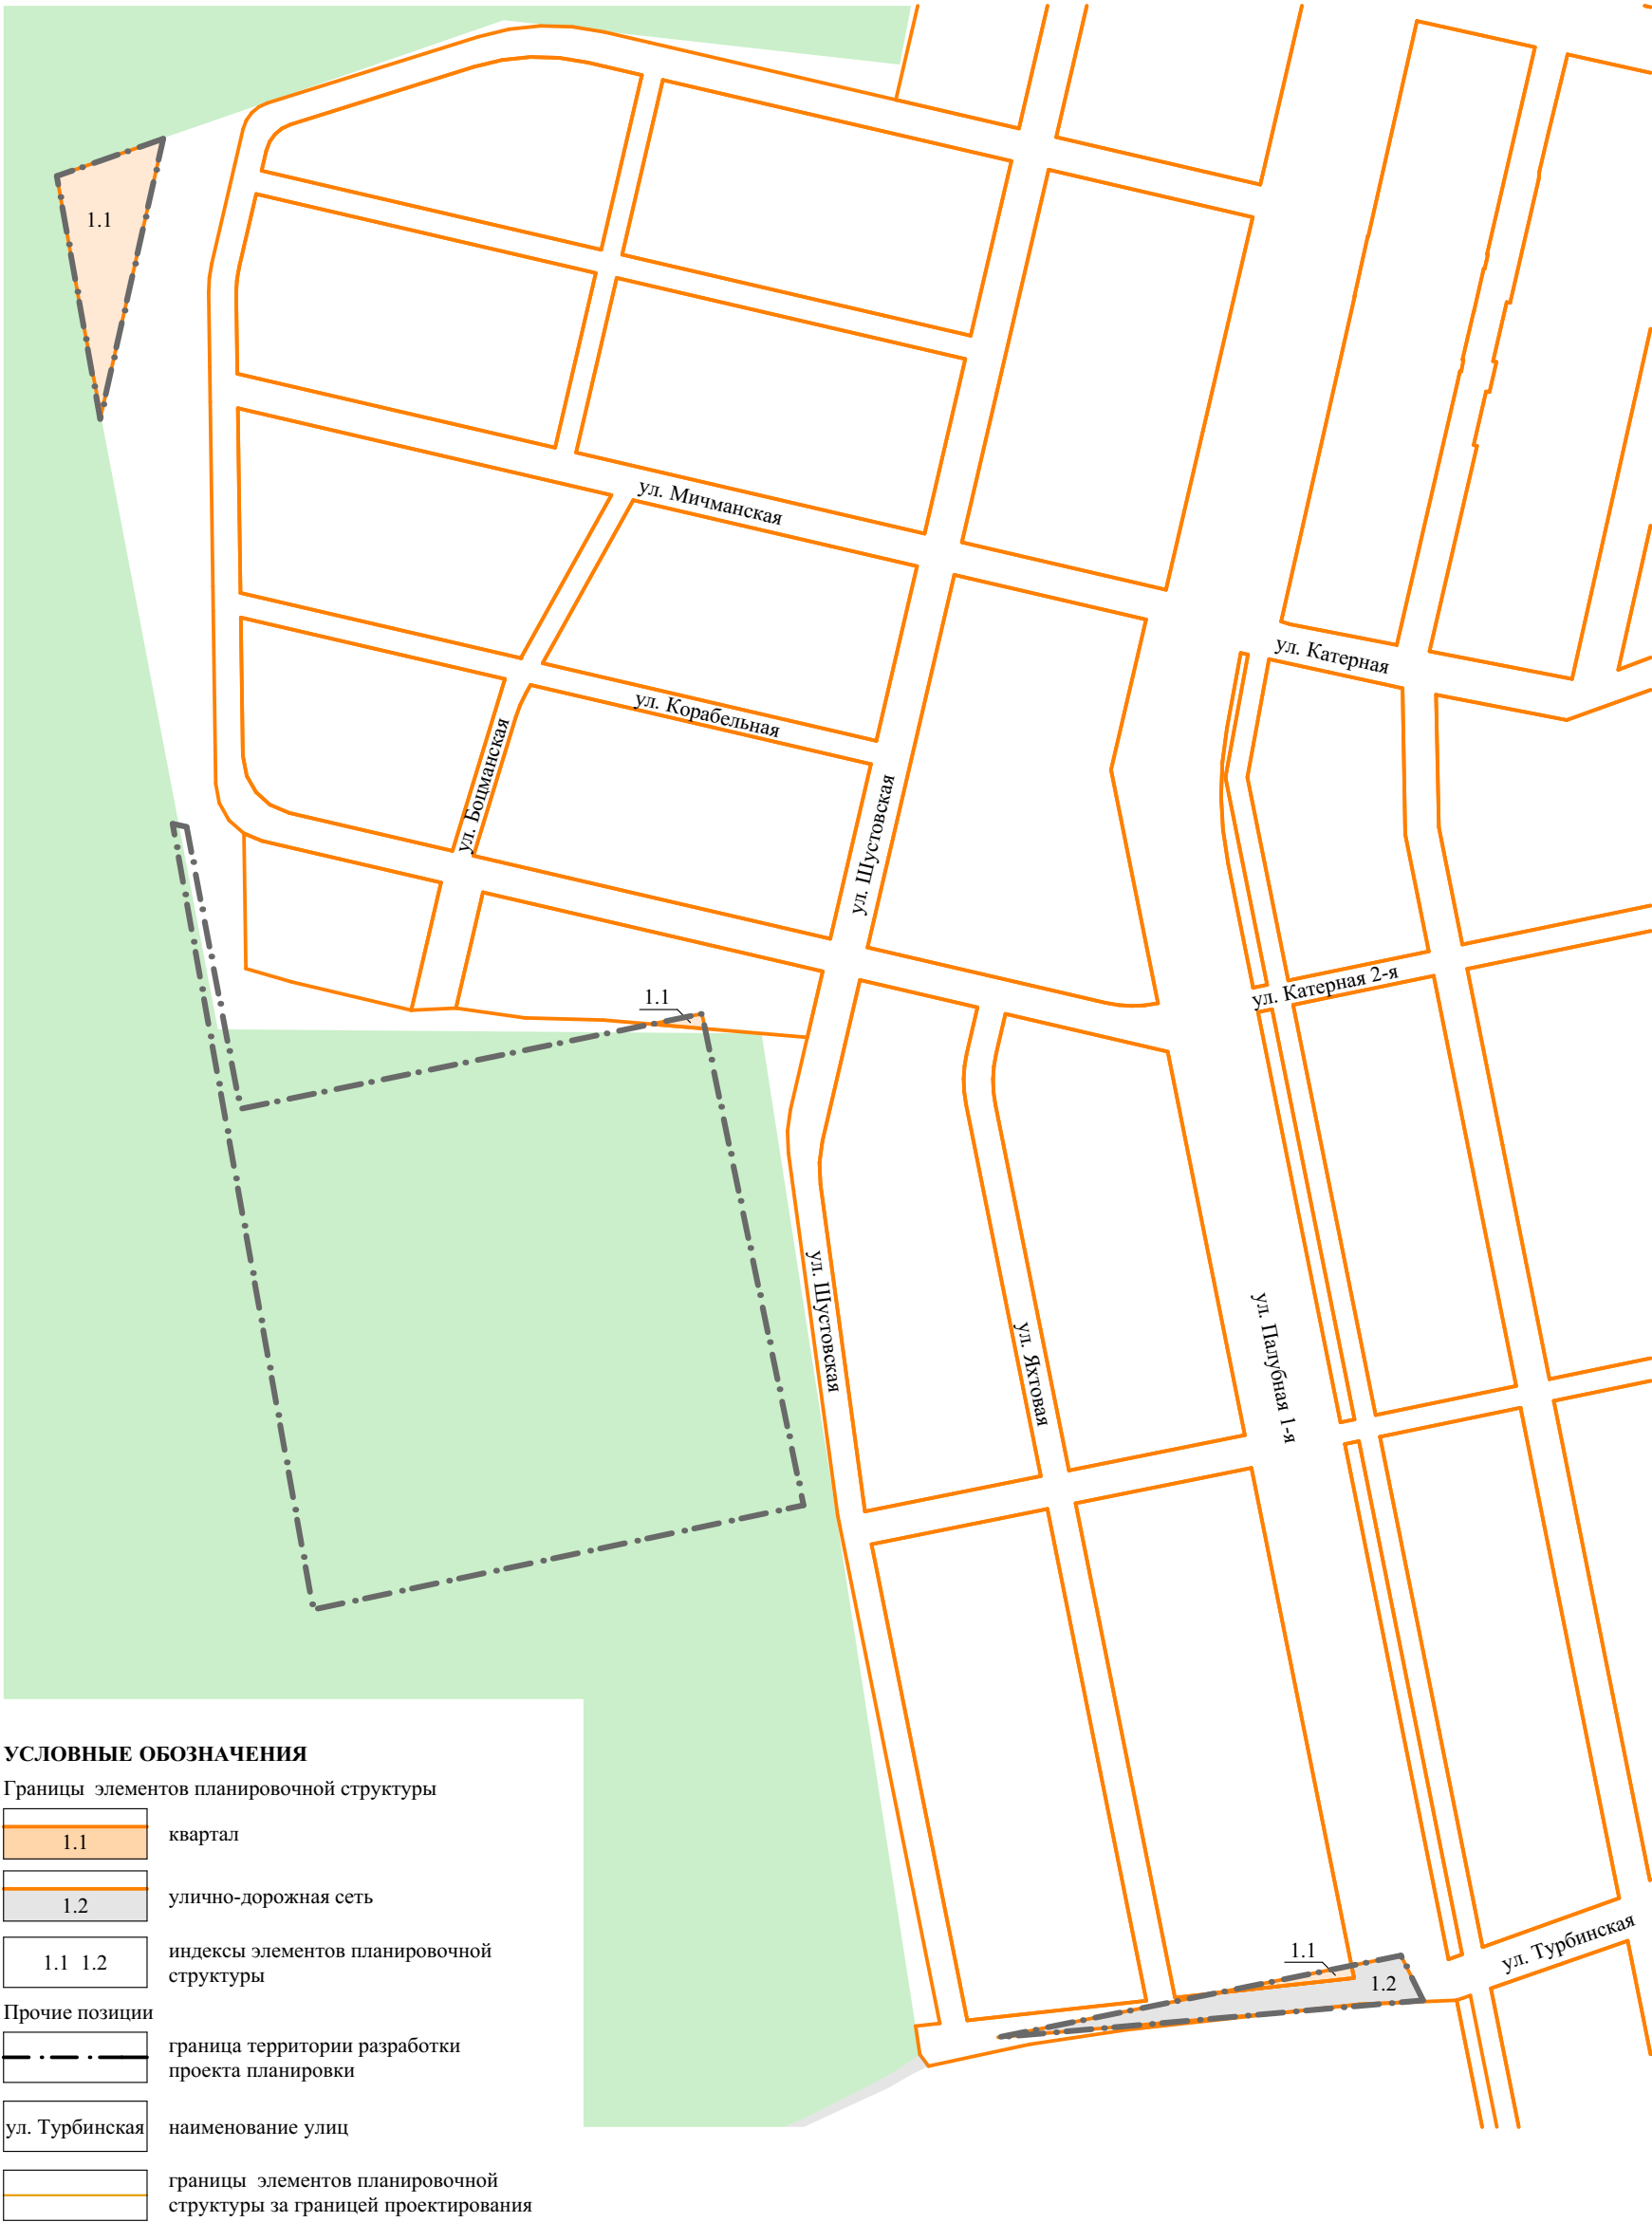 1.1
ул. Мичманская
ул. Катерная
ул. Корабельная
ул. Боцманская
ул. Шустовская
ул. Катерная 2-я
1.1
ул. Шустовская
ул. Яхтовая
ул. Палубная 1-я
ул. Турбинская
1.1
1.2
УСЛОВНЫЕ ОБОЗНАЧЕНИЯ
Границы элементов планировочной структуры
1.1 квартал
1.2 улично-дорожная сеть
1.1 1.2 индексы элементов планировочной
структуры
Прочие позиции
граница территории разработки
проекта планировки
ул. Турбинская наименование улиц
границы элементов планировочной
структуры за границей проектирования